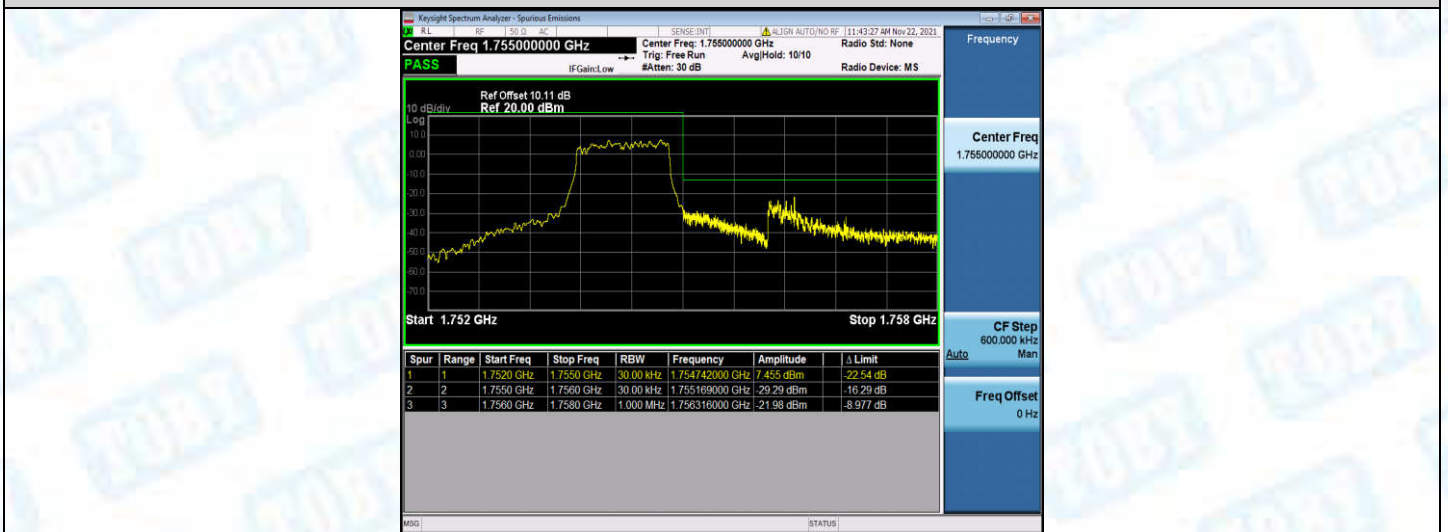 Keysight Spectrum Analyzer - Spurious Emissions
RL RF 50 Ω AC SENSE:INT ALIGN AUTO/NO RF 11:43:27 AM Nov 22, 2021
Center Freq 1.755000000 GHz Center Freq: 1.755000000 GHz Radio Std: None
Trig: Free Run Avg|Hold: 10/10
PASS IFGain:Low #Atten: 30 dB Radio Device: MS
Frequency
Ref Offset 10.11 dB
10 dB/div Ref 20.00 dBm
Log
10.0
0.00
-10.0
-20.0
-30.0
-40.0
-50.0
-60.0
-70.0
Start 1.752 GHz Stop 1.758 GHz
Center Freq
1.755000000 GHz
CF Step
600.000 kHz
Auto Man
Freq Offset
0 Hz
Spur Range Start Freq Stop Freq RBW Frequency Amplitude Δ Limit
1 1 1.7520 GHz 1.7550 GHz 30.00 kHz 1.754742000 GHz 7.455 dBm -22.54 dB
2 2 1.7550 GHz 1.7560 GHz 30.00 kHz 1.755169000 GHz -29.29 dBm -16.29 dB
3 3 1.7560 GHz 1.7580 GHz 1.000 MHz 1.756316000 GHz -21.98 dBm -8.977 dB
MSG STATUS